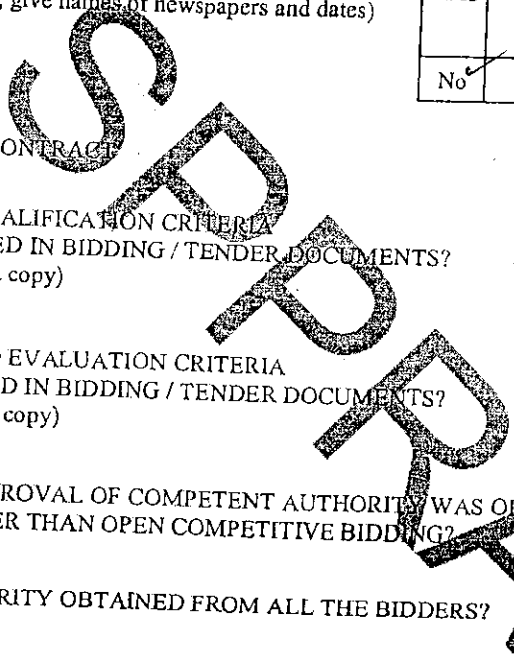 give names of newspapers and dates)
No
CONTRACT
ALIFICATION CRITERIA
ED IN BIDDING / TENDER DOCUMENTS?
copy)
EVALUATION CRITERIA
D IN BIDDING / TENDER DOCUMENTS?
copy)
ROVAL OF COMPETENT AUTHORITY WAS OB
ER THAN OPEN COMPETITIVE BIDDING?
RITY OBTAINED FROM ALL THE BIDDERS?
SPPRA